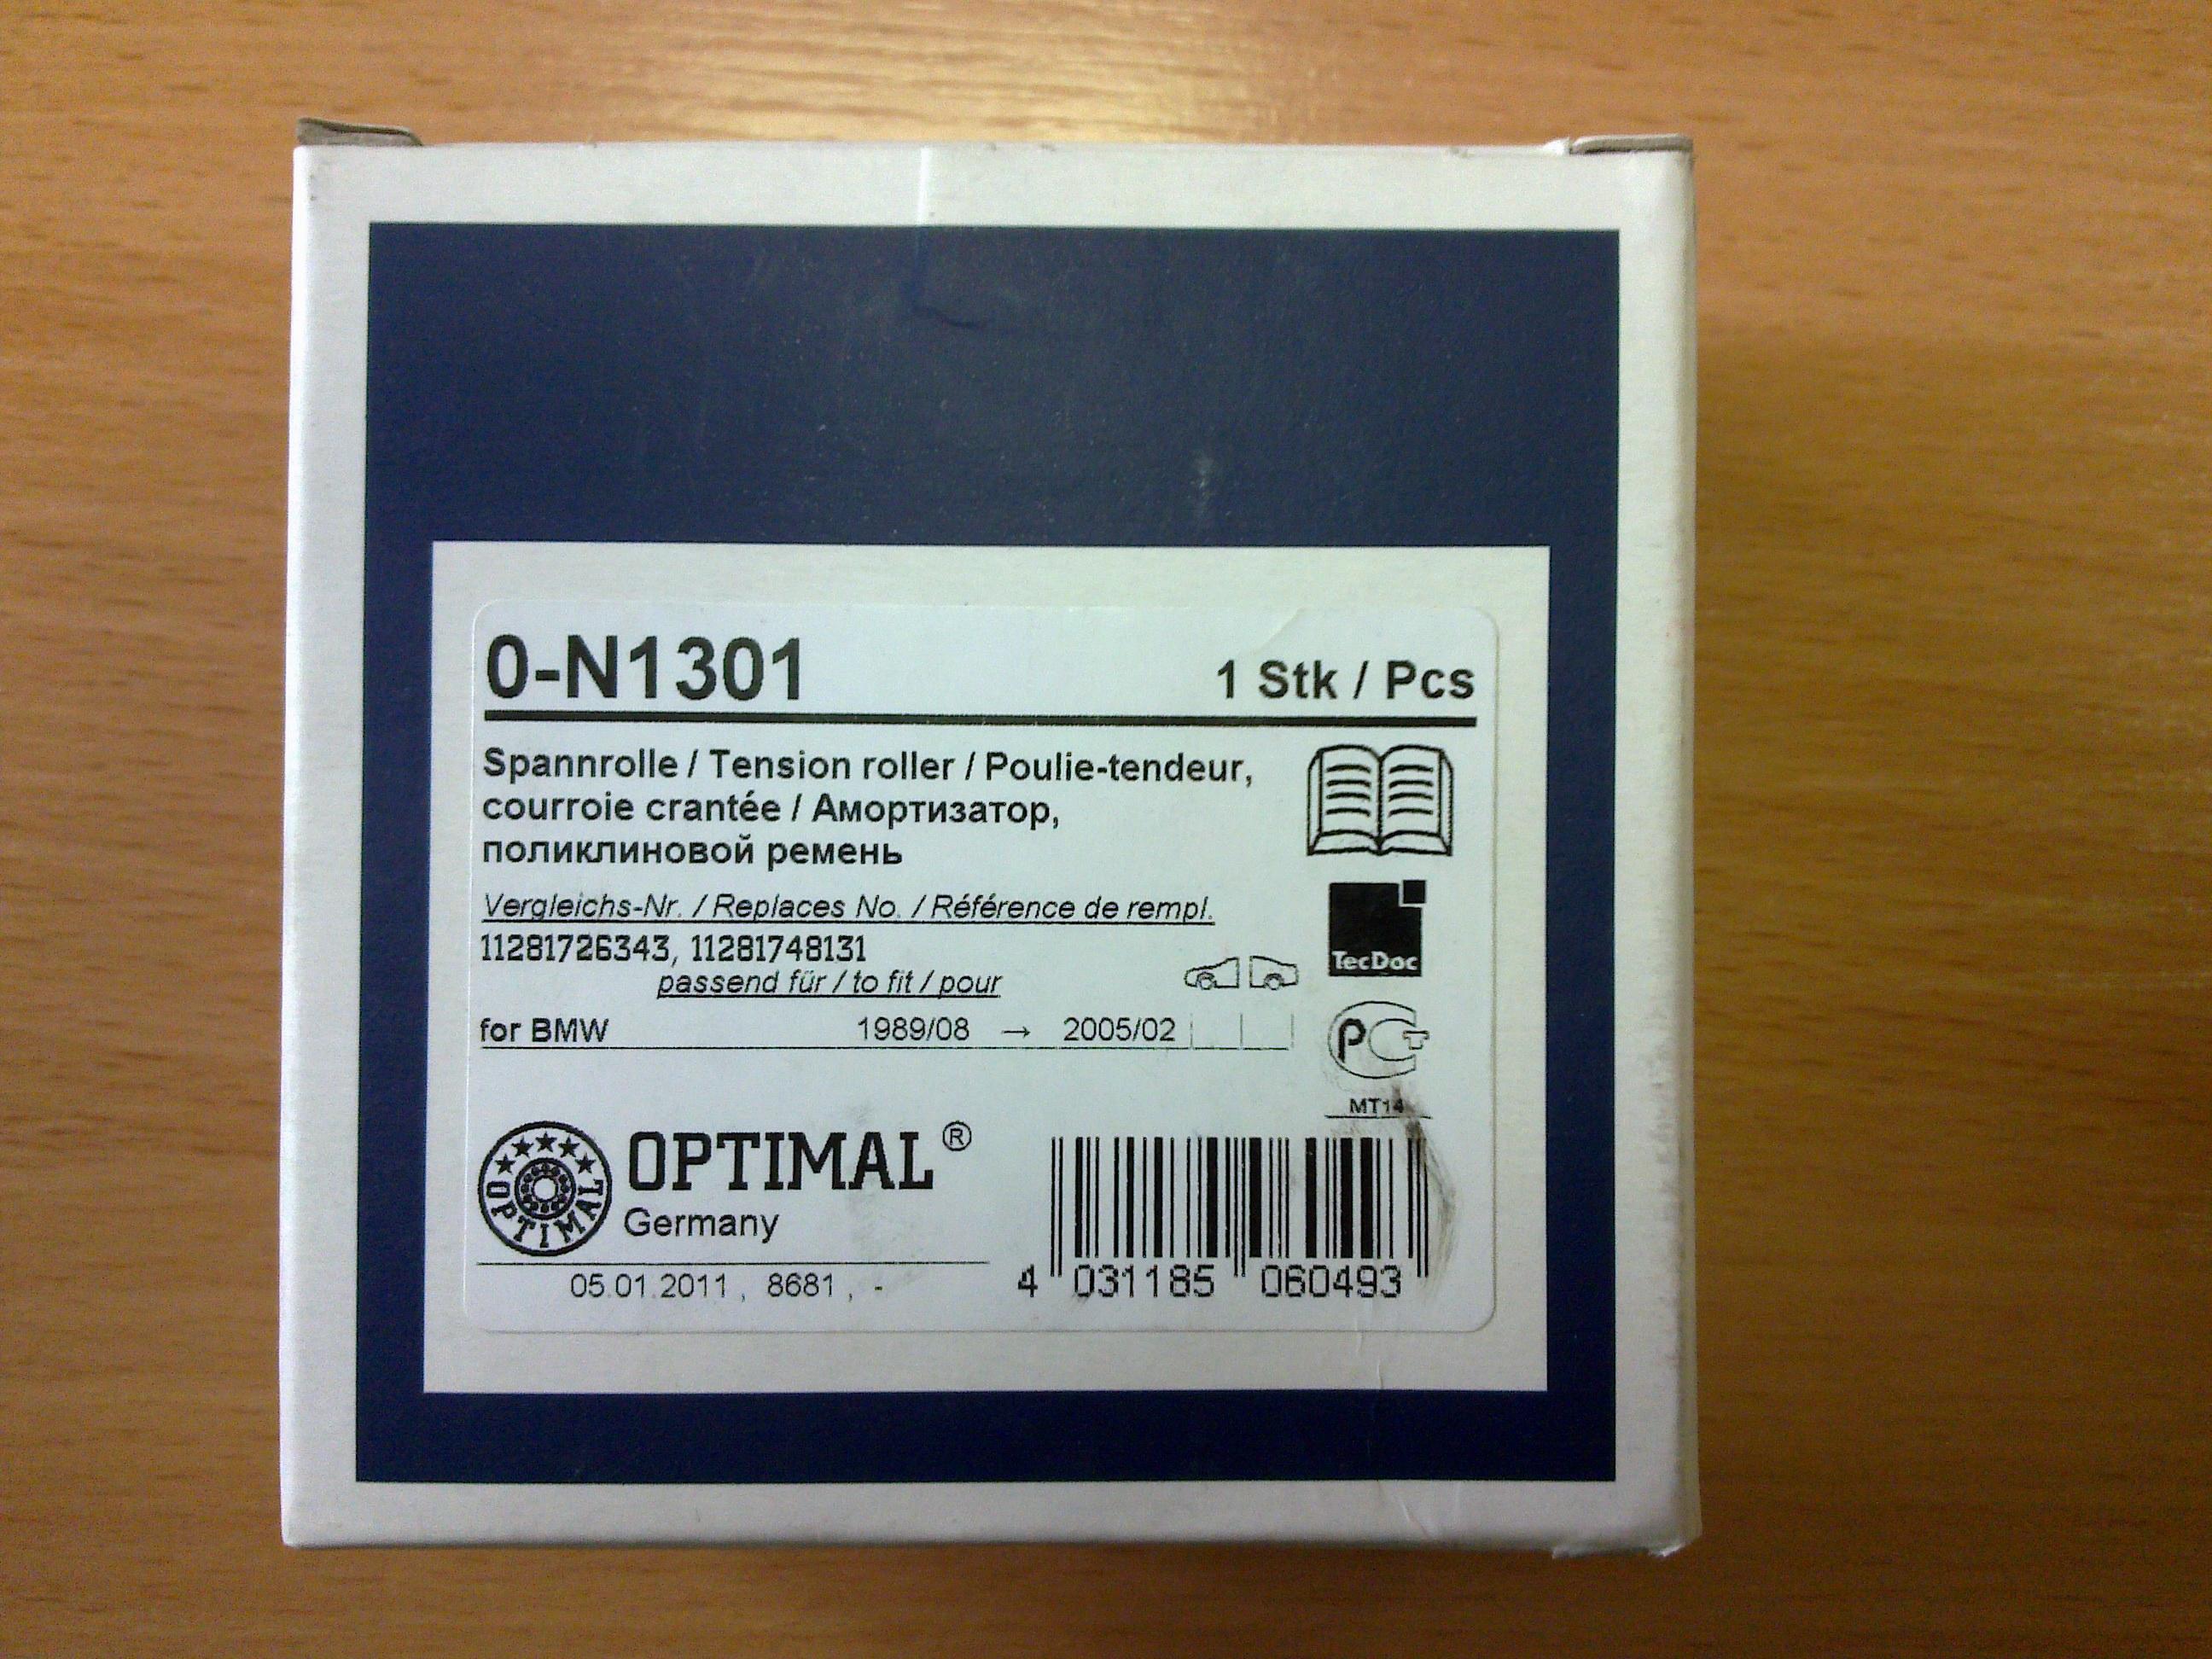 0-N1301 1 Stk / Pcs
Spannrolle / Tension roller / Poulie-tendeur,
courroie crantée / Амортизатор,
поликлиновой ремень
Vergleichs-Nr. / Replaces No. / Référence de rempl.
11281726343, 11281748131
TecDoc
passend für / to fit / pour
for BMW 1989/08 → 2005/02
РСТ
MT14
OPTIMAL
OPTIMAL ®
Germany
05.01.2011 , 8681 , -
4 031185 060493